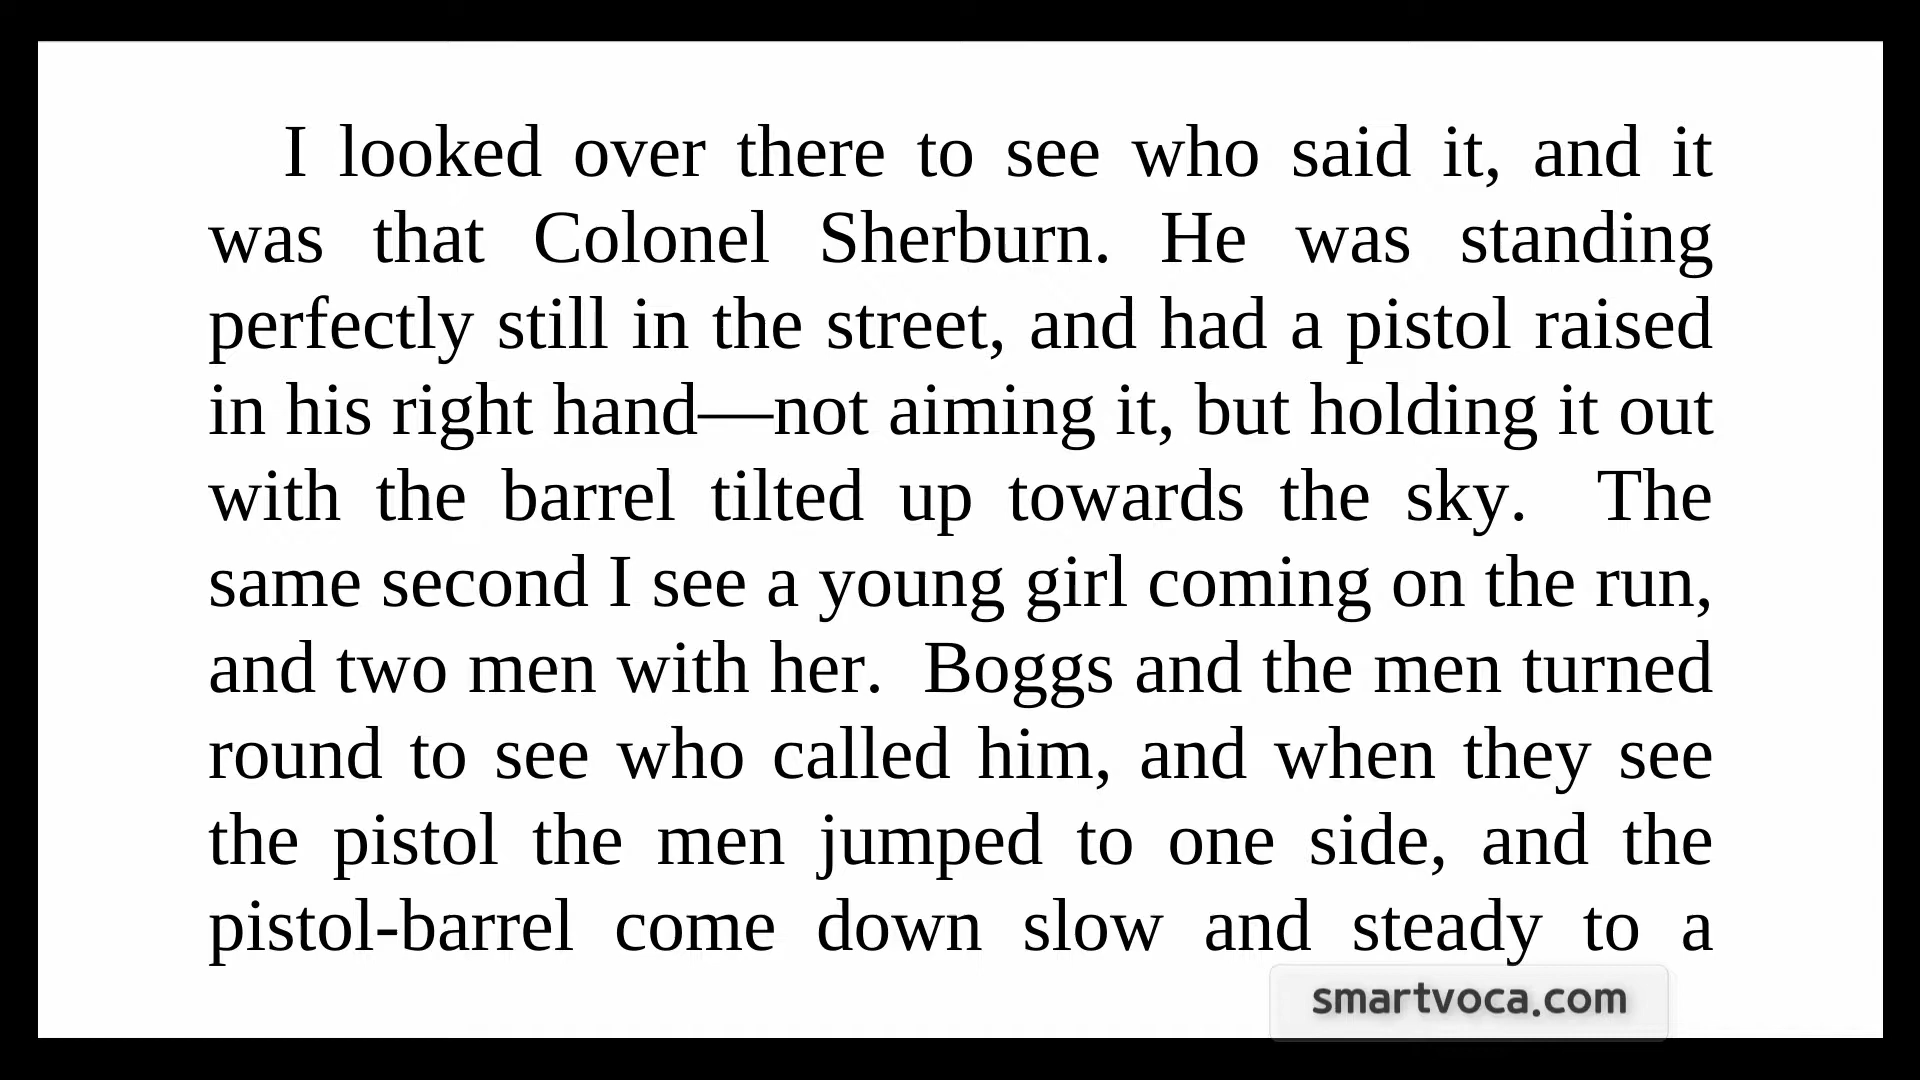 I looked over there to see who said it, and it
was that Colonel Sherburn. He was standing
perfectly still in the street, and had a pistol raised
in his right hand—not aiming it, but holding it out
with the barrel tilted up towards the sky.  The
same second I see a young girl coming on the run,
and two men with her.  Boggs and the men turned
round to see who called him, and when they see
the pistol the men jumped to one side, and the
pistol-barrel come down slow and steady to a
smartvoca.com